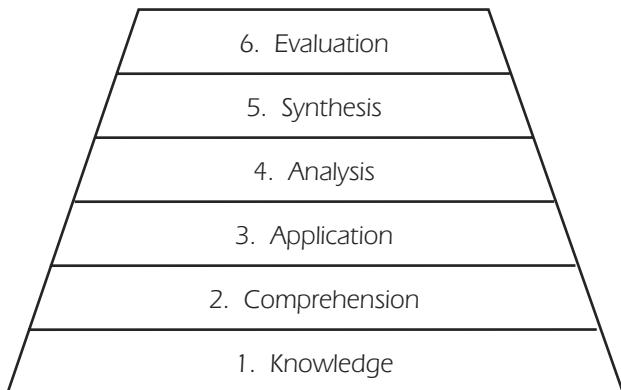 6. Evaluation
5. Synthesis
4. Analysis
3. Application
2. Comprehension
1. Knowledge